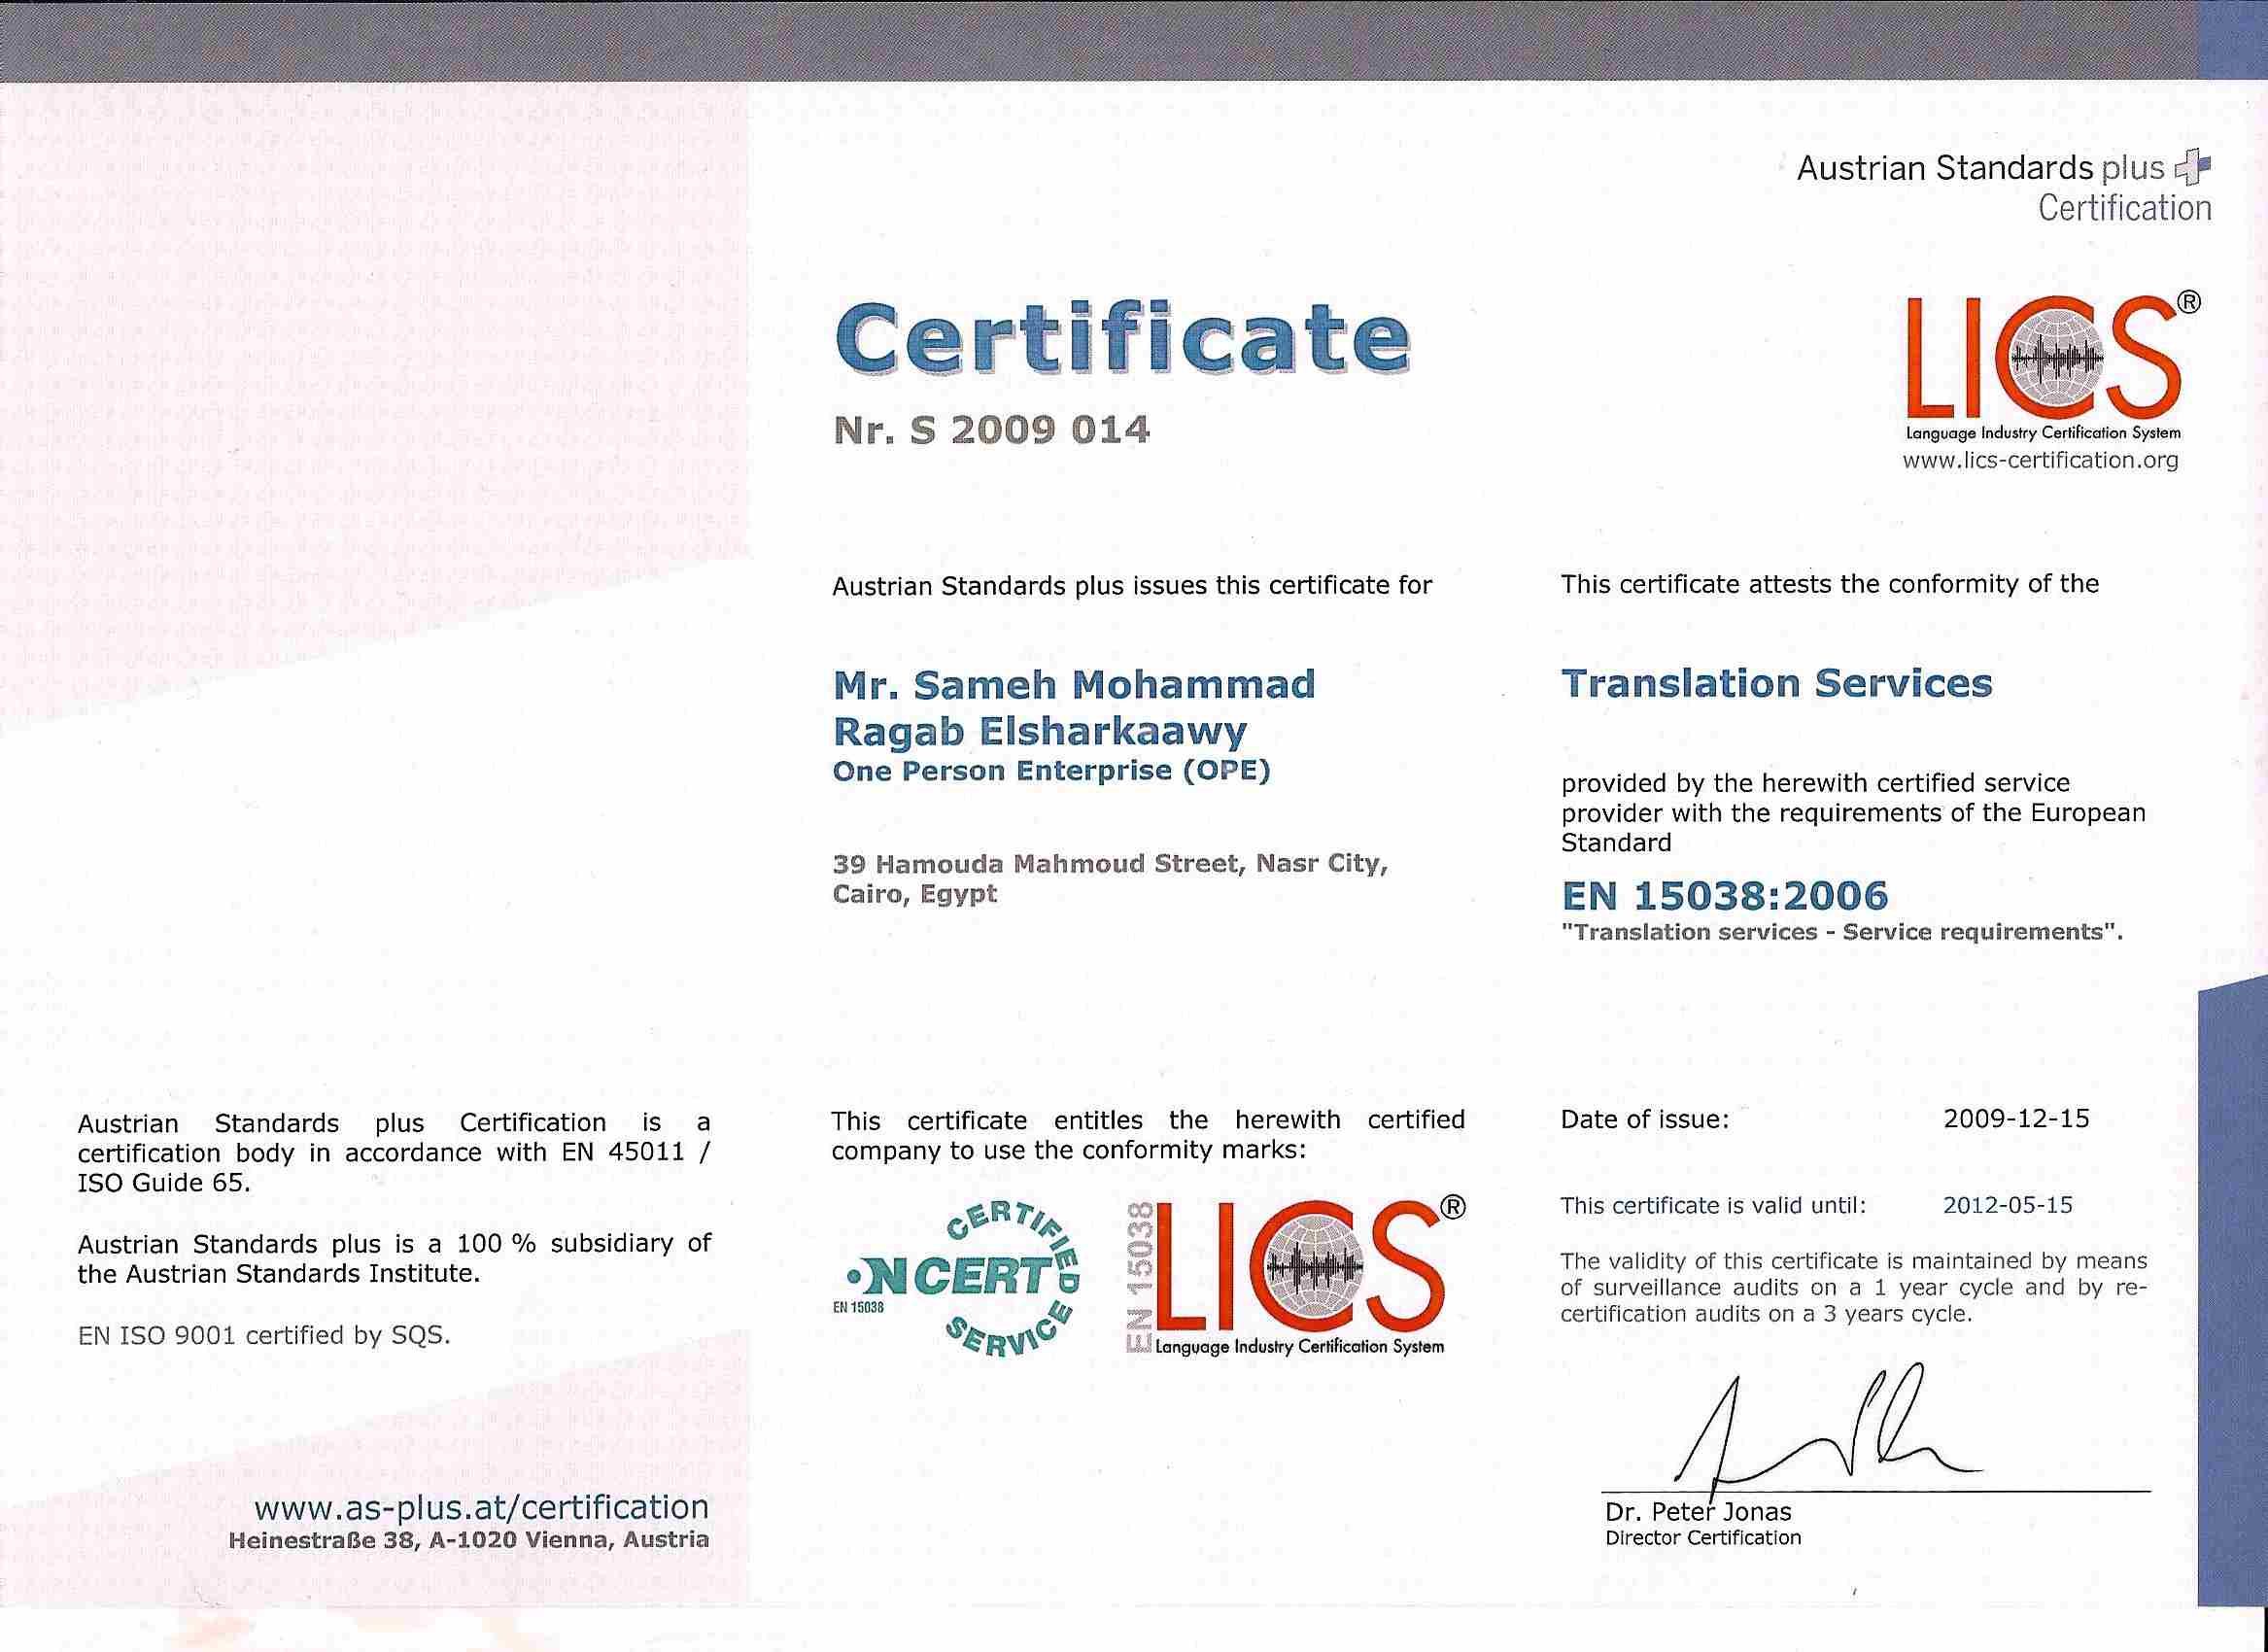 Austrian Standards plus
Certification
LICS®
Language Industry Certification System
www.lics-certification.org
Certificate
Nr. S 2009 014
Austrian Standards plus issues this certificate for
Mr. Sameh Mohammad
Ragab Elsharkaawy
One Person Enterprise (OPE)
39 Hamouda Mahmoud Street, Nasr City,
Cairo, Egypt
This certificate attests the conformity of the
Translation Services
provided by the herewith certified service
provider with the requirements of the European
Standard
EN 15038:2006
"Translation services - Service requirements".
Austrian Standards plus Certification is a
certification body in accordance with EN 45011 /
ISO Guide 65.
Austrian Standards plus is a 100 % subsidiary of
the Austrian Standards Institute.
EN ISO 9001 certified by SQS.
www.as-plus.at/certification
Heinestraße 38, A-1020 Vienna, Austria
This certificate entitles the herewith certified
company to use the conformity marks:
CERTIFIED
ON CERT
EN 15038
SERVICE
EN 15038
LICS®
Language Industry Certification System
Date of issue: 2009-12-15
This certificate is valid until: 2012-05-15
The validity of this certificate is maintained by means
of surveillance audits on a 1 year cycle and by re-
certification audits on a 3 years cycle.
Dr. Peter Jonas
Director Certification